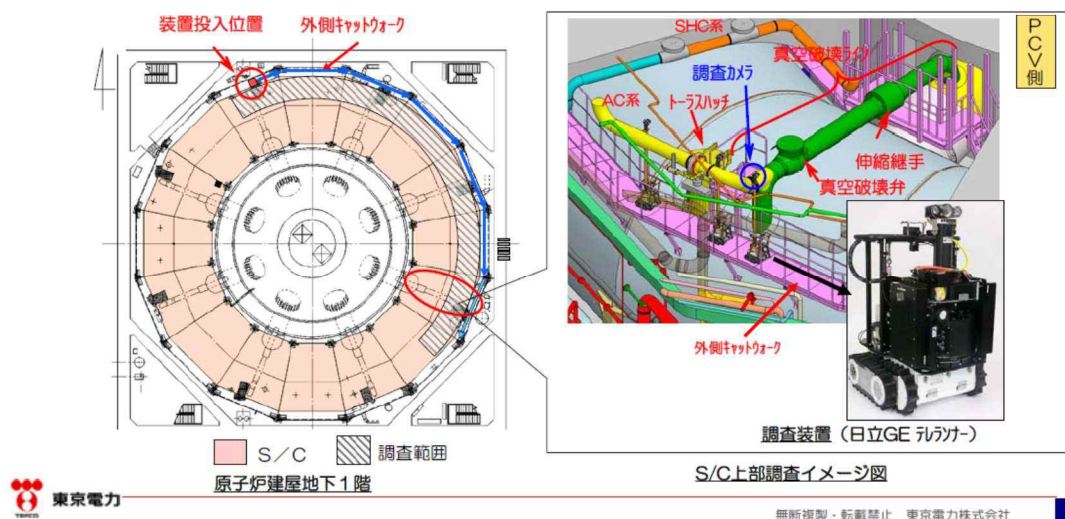 装置投入位置
外側キャットウォーク
S/C
調査範囲
原子炉建屋地下1階
SHC系
真空破壊ライン
調査カメラ
AC系
トーラスハッチ
伸縮継手
真空破壊弁
外側キャットウォーク
PCV側
調査装置(日立GE テレランナー)
S/C上部調査イメージ図
TEPCO
東京電力
無断複製・転載禁止 東京電力株式会社